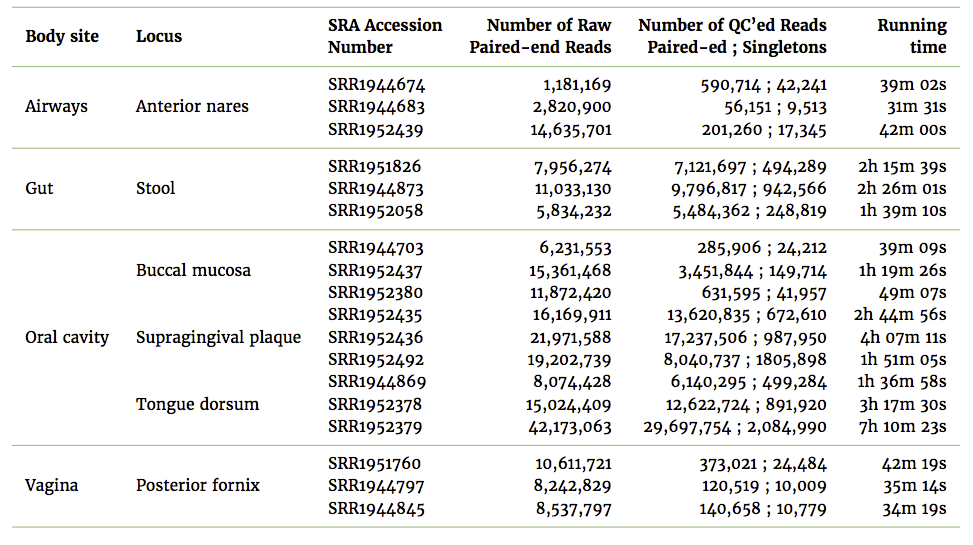 Body site Locus SRA Accession Number Number of Raw Paired-end Reads Number of QC'ed Reads Paired-ed ; Singletons Running time
SRR1944674 1,181,169 590,714 ; 42,241 39m 02s
Airways Anterior nares SRR1944683 2,820,900 56,151 ; 9,513 31m 31s
SRR1952439 14,635,701 201,260 ; 17,345 42m 00s
SRR1951826 7,956,274 7,121,697 ; 494,289 2h 15m 39s
Gut Stool SRR1944873 11,033,130 9,796,817 ; 942,566 2h 26m 01s
SRR1952058 5,834,232 5,484,362 ; 248,819 1h 39m 10s
SRR1944703 6,231,553 285,906 ; 24,212 39m 09s
Buccal mucosa SRR1952437 15,361,468 3,451,844 ; 149,714 1h 19m 26s
SRR1952380 11,872,420 631,595 ; 41,957 49m 07s
SRR1952435 16,169,911 13,620,835 ; 672,610 2h 44m 56s
Oral cavity Supragingival plaque SRR1952436 21,971,588 17,237,506 ; 987,950 4h 07m 11s
SRR1952492 19,202,739 8,040,737 ; 1805,898 1h 51m 05s
SRR1944869 8,074,428 6,140,295 ; 499,284 1h 36m 58s
Tongue dorsum SRR1952378 15,024,409 12,622,724 ; 891,920 3h 17m 30s
SRR1952379 42,173,063 29,697,754 ; 2,084,990 7h 10m 23s
SRR1951760 10,611,721 373,021 ; 24,484 42m 19s
Vagina Posterior fornix SRR1944797 8,242,829 120,519 ; 10,009 35m 14s
SRR1944845 8,537,797 140,658 ; 10,779 34m 19s